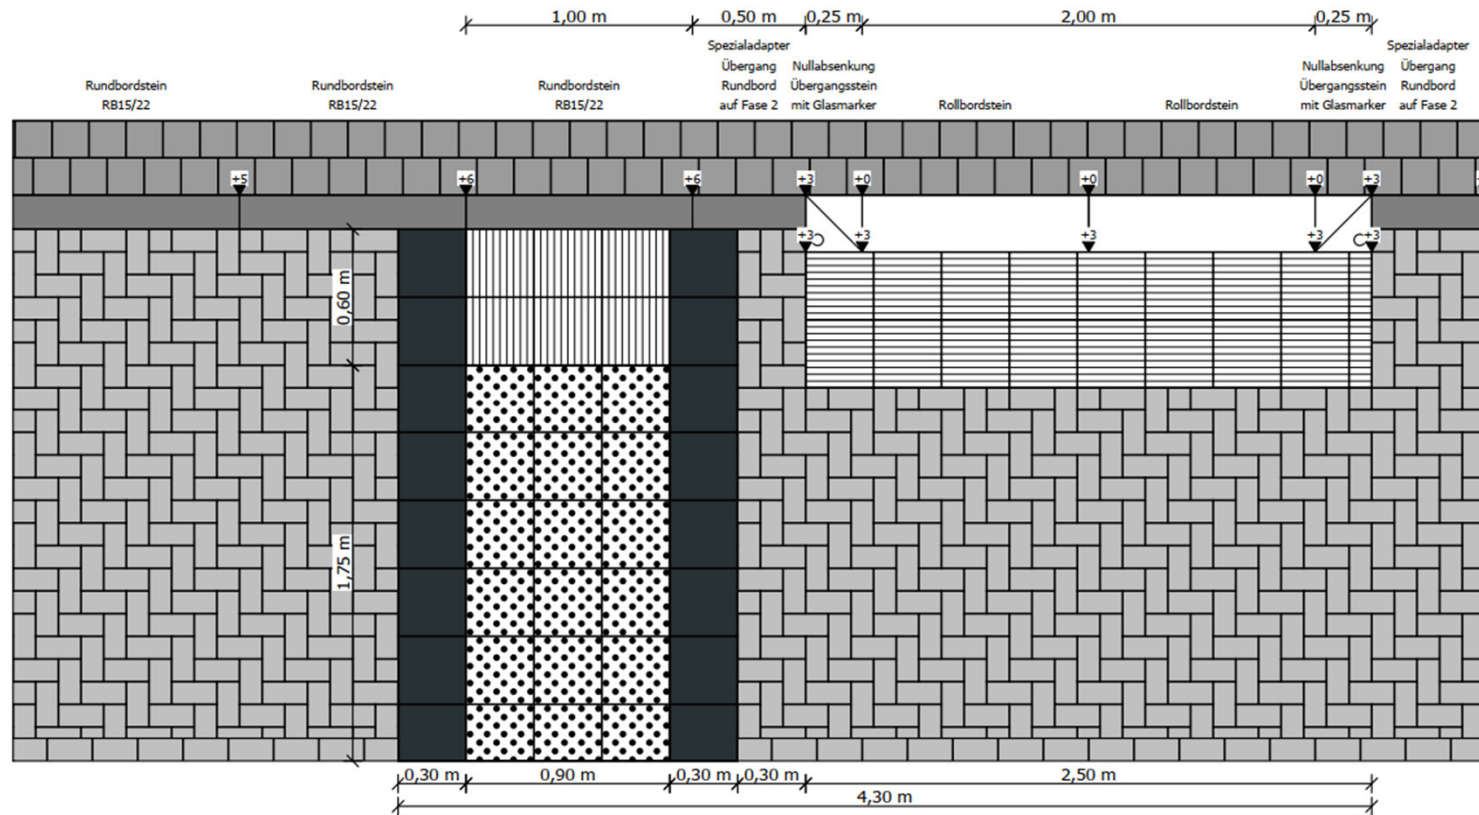 1,00 m
0,50 m
0,25 m
2,00 m
0,25 m
Rundbordstein
RB15/22
Rundbordstein
RB15/22
Rundbordstein
RB15/22
Spezialadapter
Übergang
Rundbord
auf Fase 2
Nullabsenkung
Übergangsstein
mit Glasmarker
Rollbordstein
Rollbordstein
Nullabsenkung
Übergangsstein
mit Glasmarker
Spezialadapter
Übergang
Rundbord
auf Fase 2
+5
+6
+6
+3
+0
+0
+0
+3
+3
+3
+3
+3
+3
0,60 m
1,75 m
0,30 m
0,90 m
0,30 m
0,30 m
2,50 m
4,30 m